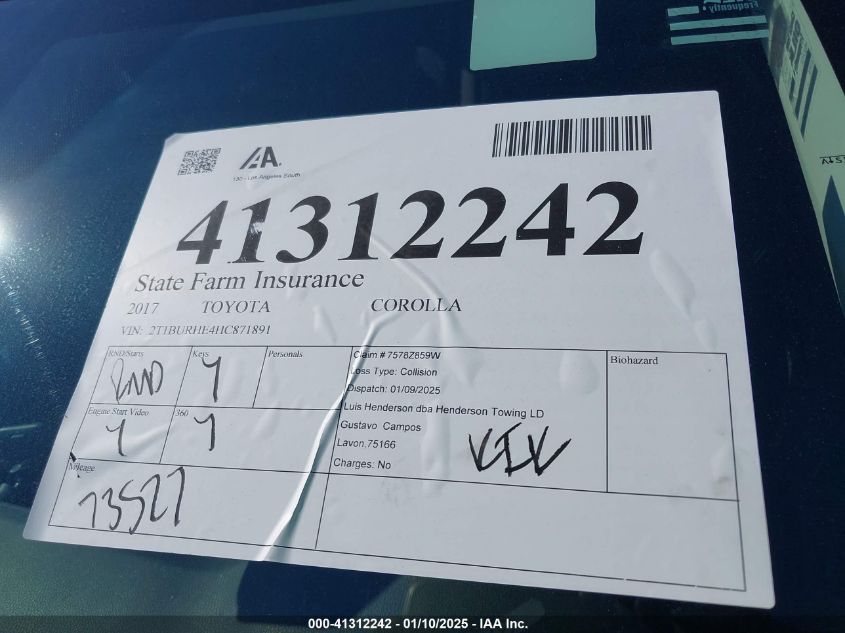 Frequently
IAA.
130 - Los Angeles South
41312242
State Farm Insurance
2017 TOYOTA COROLLA
VIN: 2T1BURHE4HC871891
RND/Starts Keys Personals
RND Y
Engine Start Video 360
Y Y
Mileage
73527
Claim # 7578Z859W
Loss Type: Collision
Dispatch: 01/09/2025
Luis Henderson dba Henderson Towing LD
Gustavo Campos
Lavon,75166
Charges: No
Biohazard
000-41312242 - 01/10/2025 - IAA Inc.